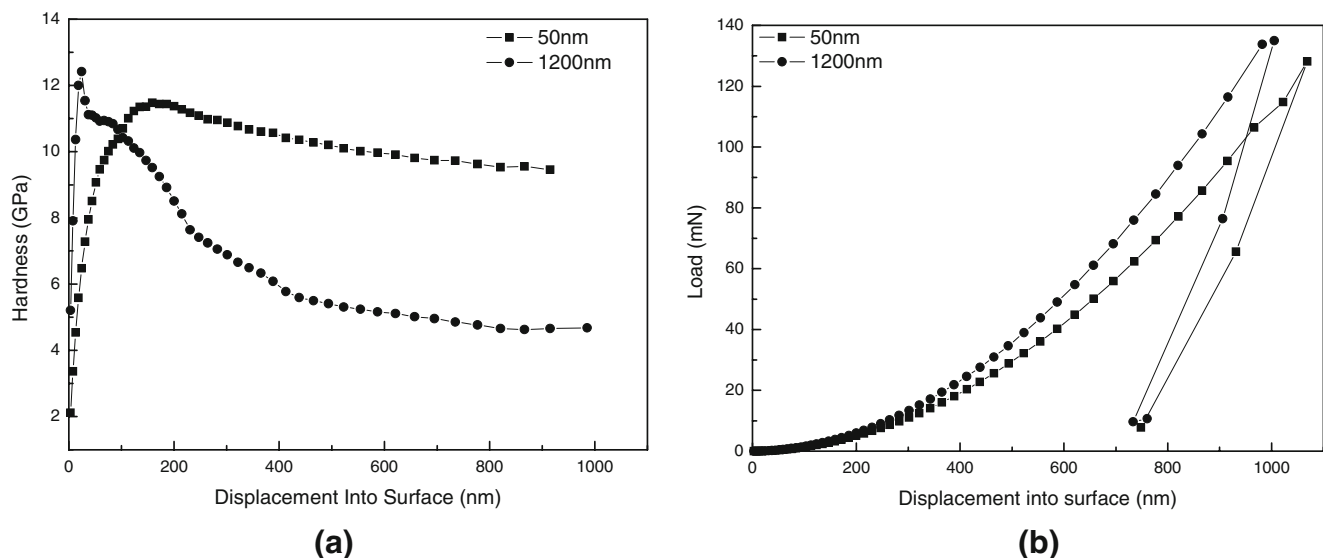 14
12
10
8
6
4
2
Hardness (GPa)
50nm
1200nm
0 200 400 600 800 1000
Displacement Into Surface (nm)
(a)
140
120
100
80
60
40
20
0
Load (mN)
50nm
1200nm
0 200 400 600 800 1000
Displacement into surface (nm)
(b)